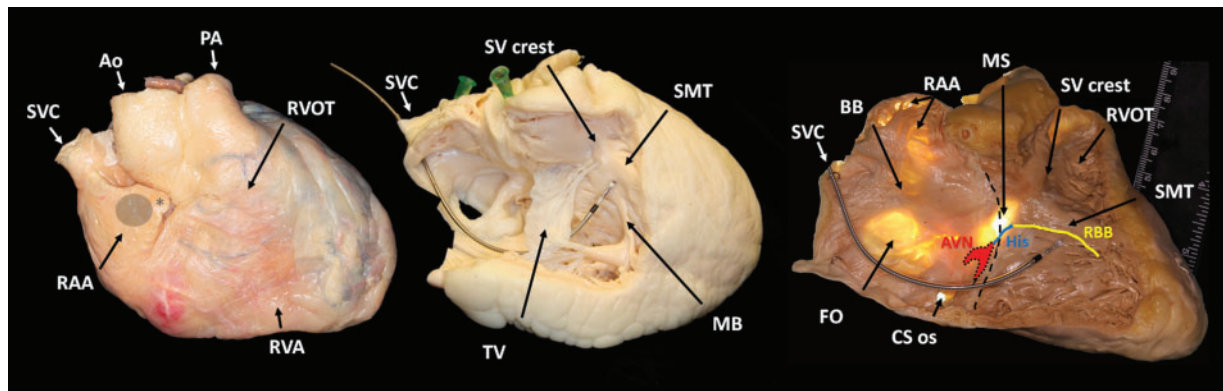 PA
Ao
SVC
RVOT
*
RAA
RVA
SV crest
SVC
SMT
TV
MB
MS
RAA
SV crest
BB
RVOT
SVC
SMT
AVN
His
RBB
FO
CS os